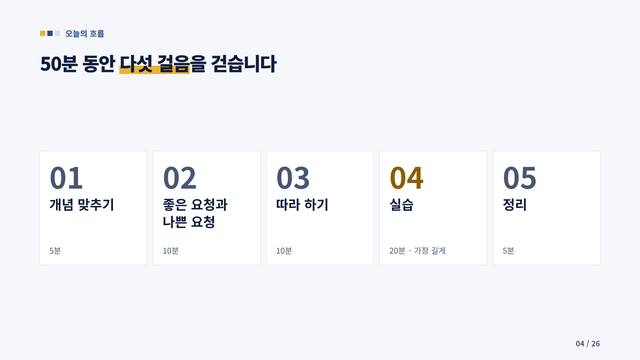 오늘의 흐름
50분 동안 다섯 걸음을 걷습니다
01
개념 맞추기
5분
02
좋은 요청과
나쁜 요청
10분
03
따라 하기
10분
04
실습
20분 - 가장 길게
05
정리
5분
04 / 26